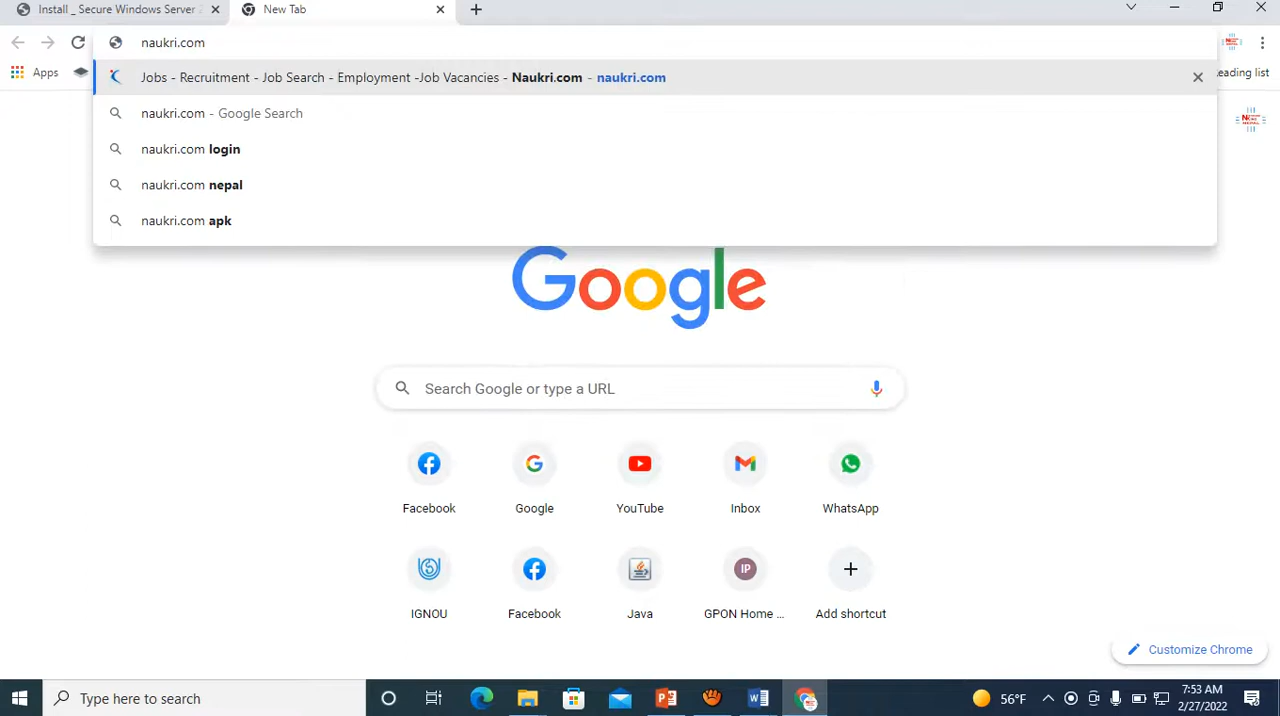 Install _ Secure Windows Server
New Tab
naukri.com
Apps
eading list
Jobs - Recruitment - Job Search - Employment -Job Vacancies - Naukri.com - naukri.com
naukri.com - Google Search
naukri.com login
naukri.com nepal
naukri.com apk
Google
Search Google or type a URL
Facebook
Google
YouTube
Inbox
WhatsApp
IP
IGNOU
Facebook
Java
GPON Home ...
Add shortcut
Customize Chrome
Type here to search
56°F
7:53 AM
2/27/2022